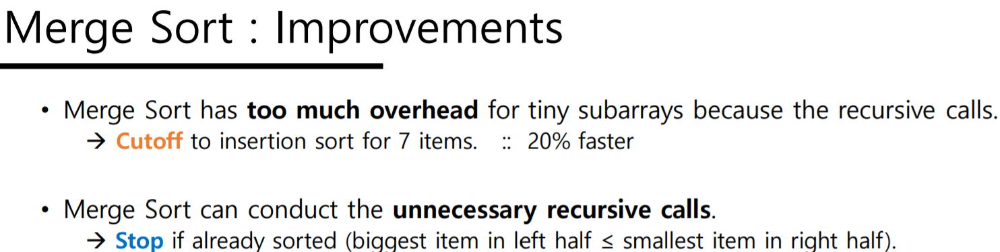 Merge Sort : Improvements
• Merge Sort has too much overhead for tiny subarrays because the recursive calls.
→ Cutoff to insertion sort for 7 items. :: 20% faster
• Merge Sort can conduct the unnecessary recursive calls.
→ Stop if already sorted (biggest item in left half ≤ smallest item in right half).